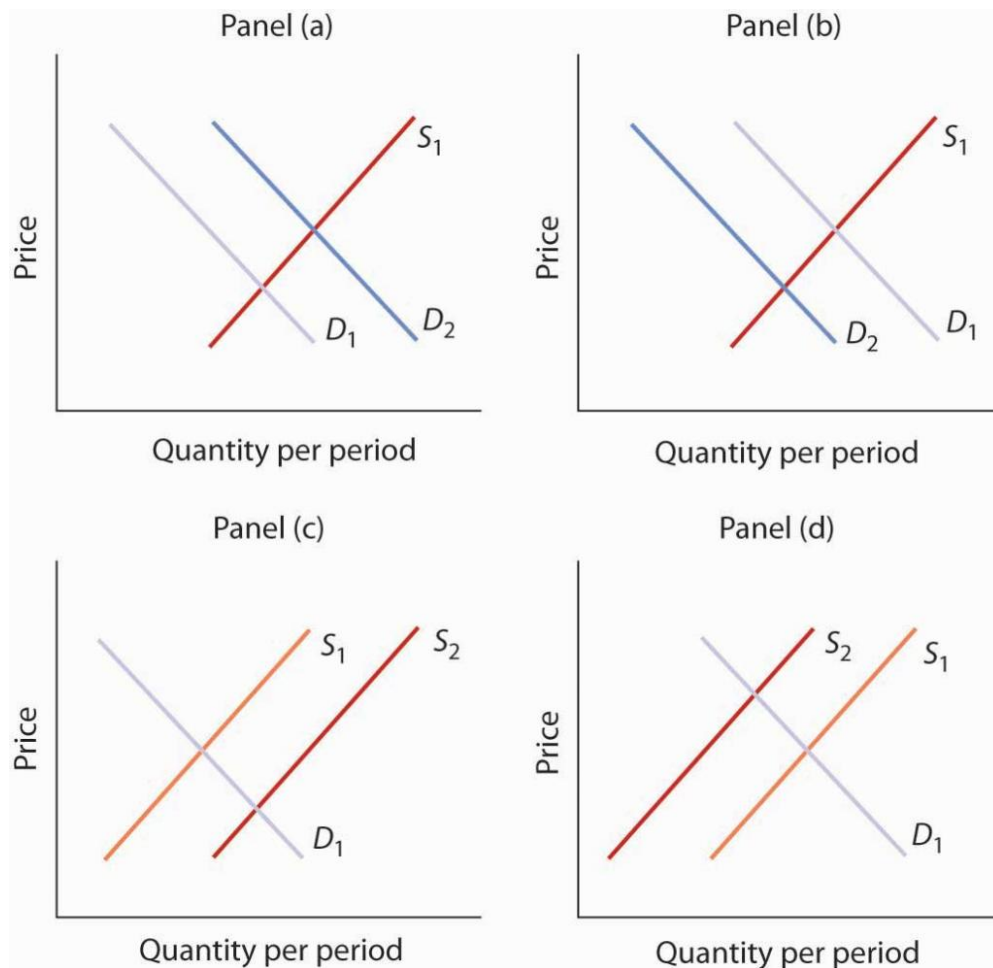 Panel (a)
S₁
Price
D₁
D₂
Quantity per period
Panel (b)
S₁
Price
D₂
D₁
Quantity per period
Panel (c)
S₁
S₂
Price
D₁
Quantity per period
Panel (d)
S₂
S₁
Price
D₁
Quantity per period